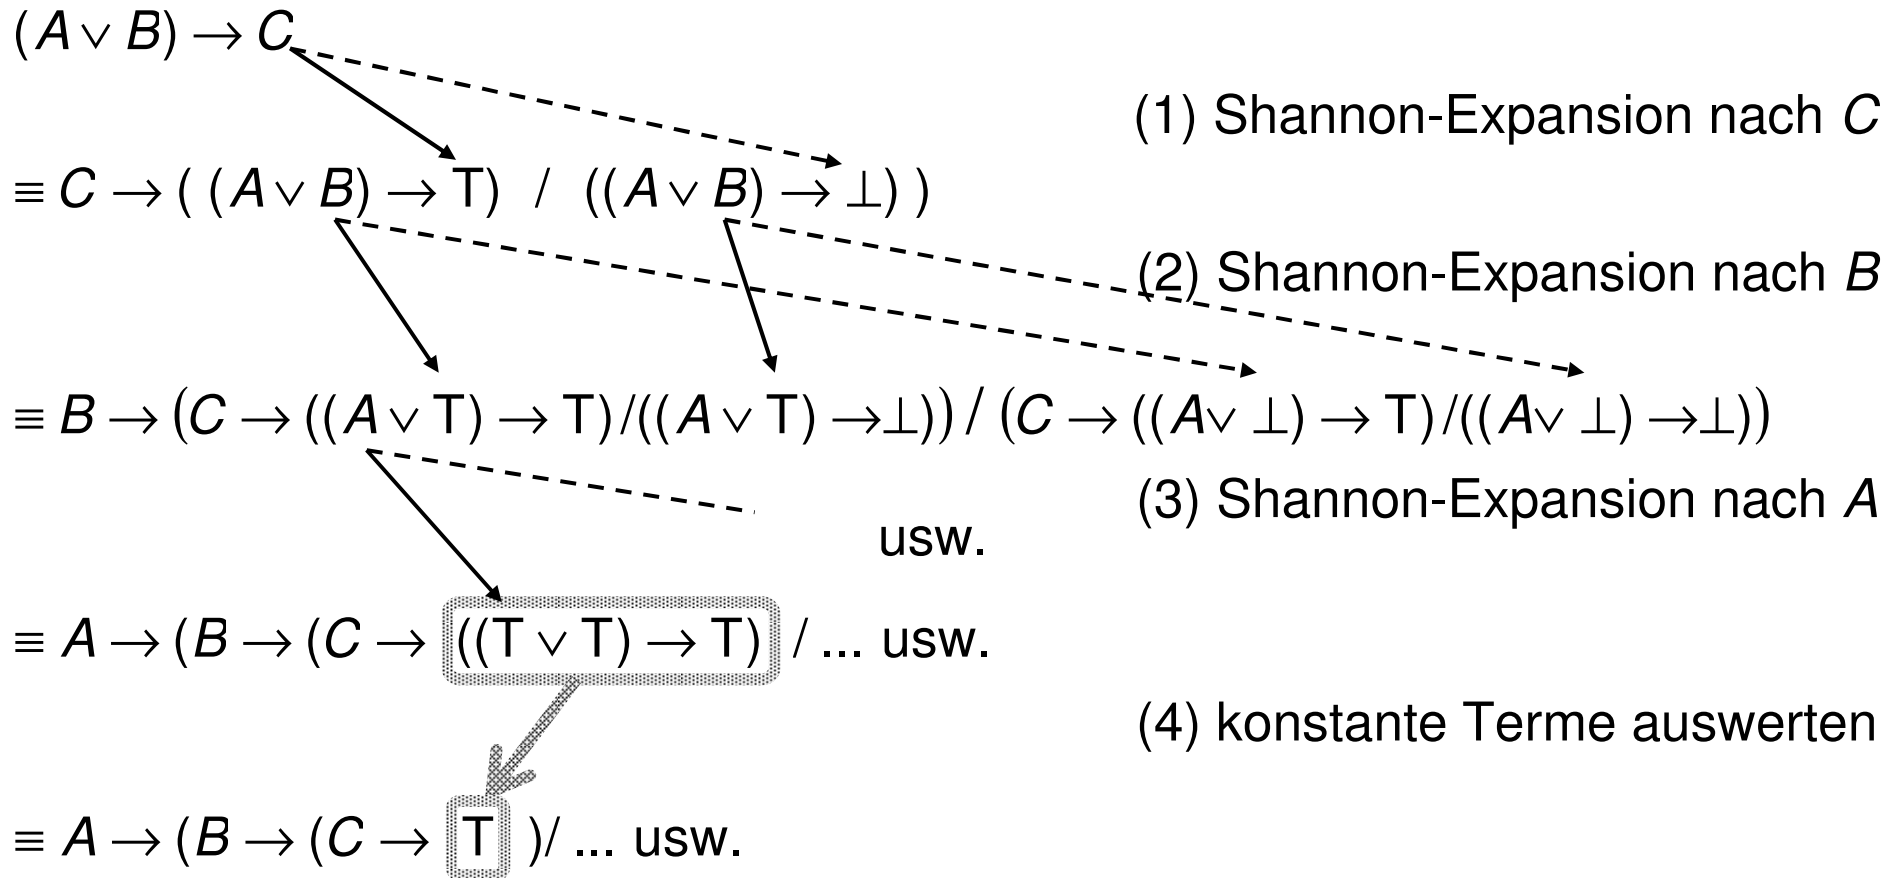 (A ∨ B) → C
(1) Shannon-Expansion nach C
≡ C → ( (A ∨ B) → T) / ((A ∨ B) → ⊥) )
(2) Shannon-Expansion nach B
≡ B → (C → ((A ∨ T) → T)/((A ∨ T) →⊥)) / (C → ((A∨ ⊥) → T)/((A∨ ⊥) →⊥))
(3) Shannon-Expansion nach A
usw.
≡ A → (B → (C → ((T ∨ T) → T) / ... usw.
(4) konstante Terme auswerten
≡ A → (B → (C → T )/ ... usw.